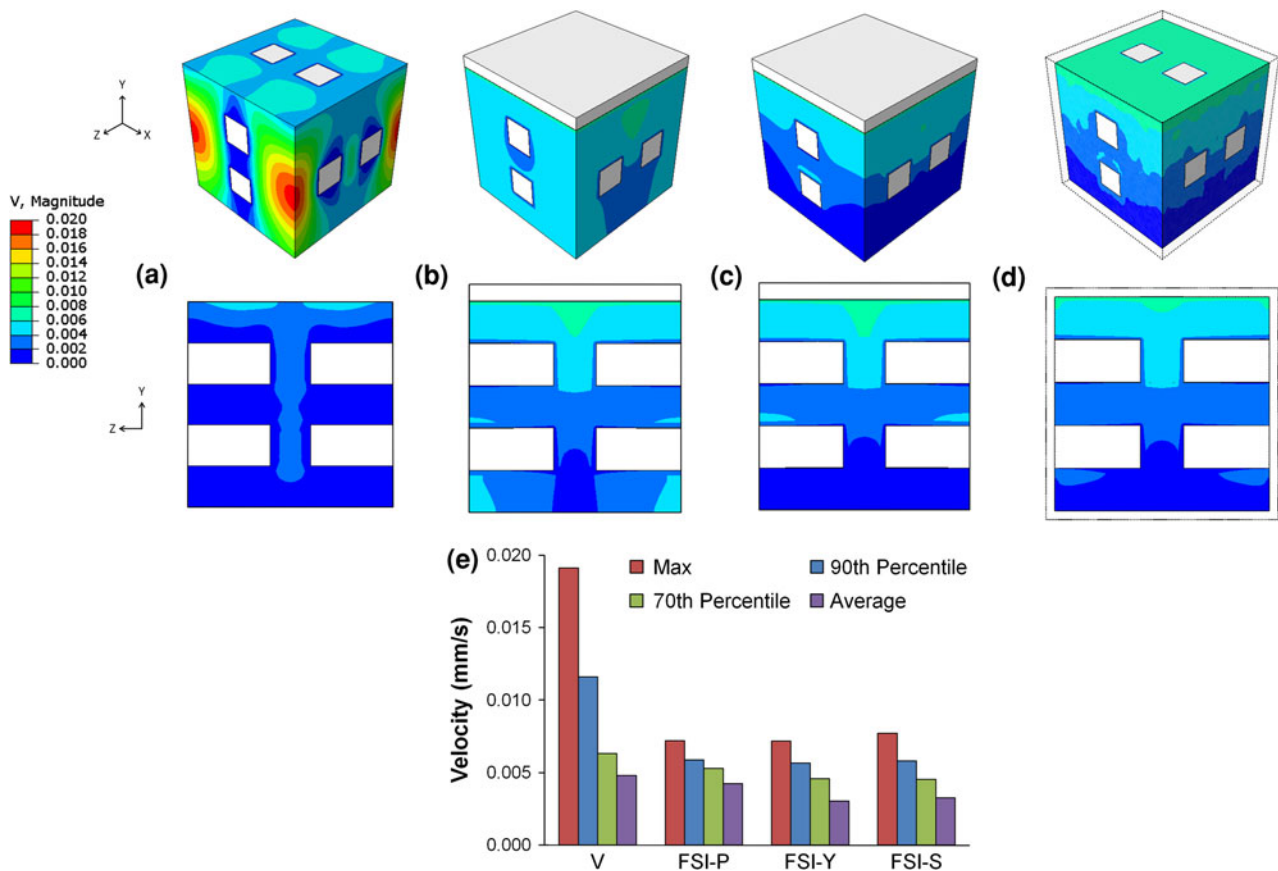 Y
Z
X
V, Magnitude
0.020
0.018
0.016
0.014
0.012
0.010
0.008
0.006
0.004
0.002
0.000
(a)
(b)
(c)
(d)
Y
Z
(e)
Max
90th Percentile
70th Percentile
Average
Velocity (mm/s)
0.020
0.015
0.010
0.005
0.000
V
FSI-P
FSI-Y
FSI-S